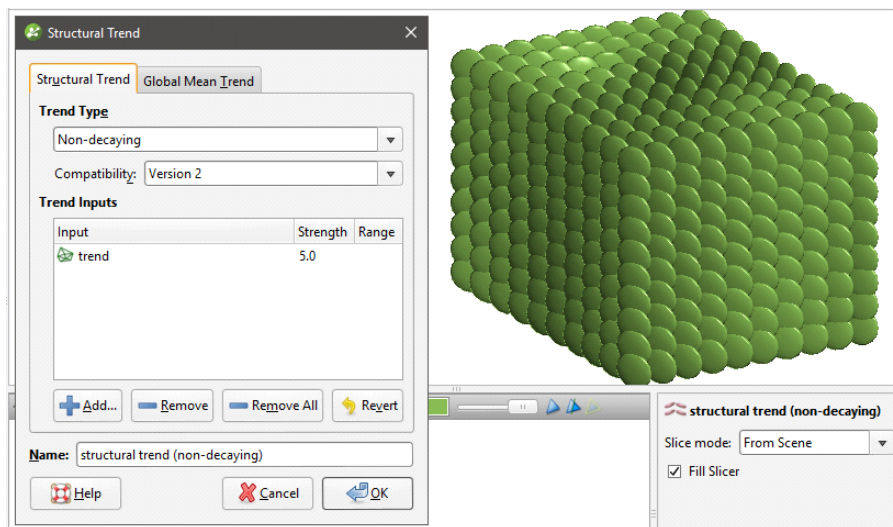 Structural Trend
Structural Trend
Global Mean Trend
Trend Type
Non-decaying
Compatibility: Version 2
Trend Inputs
Input Strength Range
trend 5.0
Add... Remove Remove All Revert
Name: structural trend (non-decaying)
Help Cancel OK
structural trend (non-decaying)
Slice mode: From Scene
Fill Slicer